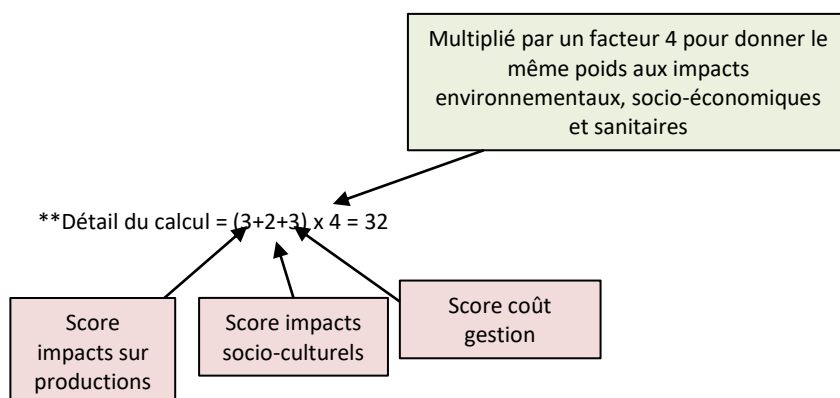 Multiplié par un facteur 4 pour donner le
même poids aux impacts
environnementaux, socio-économiques
et sanitaires
**Détail du calcul = (3+2+3) x 4 = 32
Score
impacts sur
productions
Score impacts
socio-culturels
Score coût
gestion